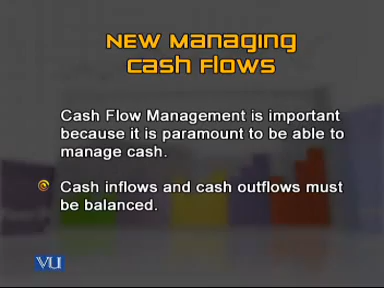 New Managing
Cash Flows
Cash Flow Management is important
because it is paramount to be able to
manage cash.
Cash inflows and cash outflows must
be balanced.
VU